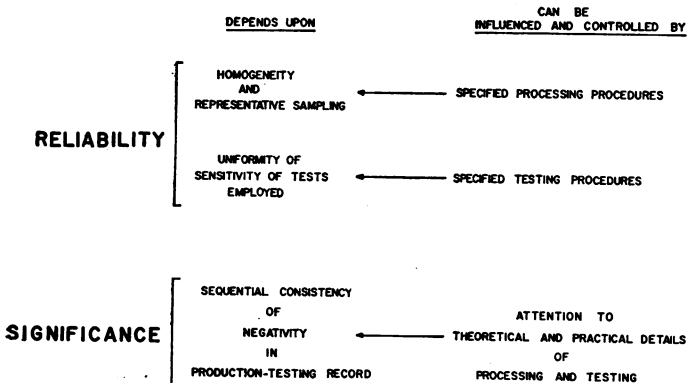 DEPENDS UPON
CAN BE
INFLUENCED AND CONTROLLED BY
RELIABILITY
HOMOGENEITY
AND
REPRESENTATIVE SAMPLING
SPECIFIED PROCESSING PROCEDURES
UNIFORMITY OF
SENSITIVITY OF TESTS
EMPLOYED
SPECIFIED TESTING PROCEDURES
SIGNIFICANCE
SEQUENTIAL CONSISTENCY
OF
NEGATIVITY
IN
PRODUCTION-TESTING RECORD
ATTENTION TO
THEORETICAL AND PRACTICAL DETAILS
OF
PROCESSING AND TESTING